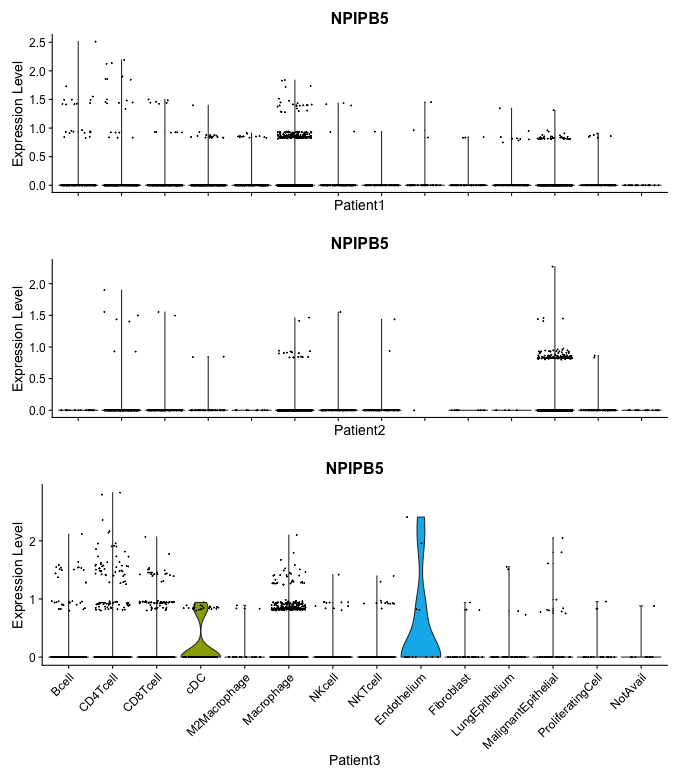 NPIPB5
Expression Level
2.5
2.0
1.5
1.0
0.5
0.0
Patient1
NPIPB5
Expression Level
2.0
1.5
1.0
0.5
0.0
Patient2
NPIPB5
Expression Level
2
1
0
Bcell
CD4Tcell
CD8Tcell
cDC
M2Macrophage
Macrophage
NKcell
NKTcell
Endothelium
Fibroblast
LungEpithelium
MalignantEpithelial
ProliferatingCell
NotAvail
Patient3